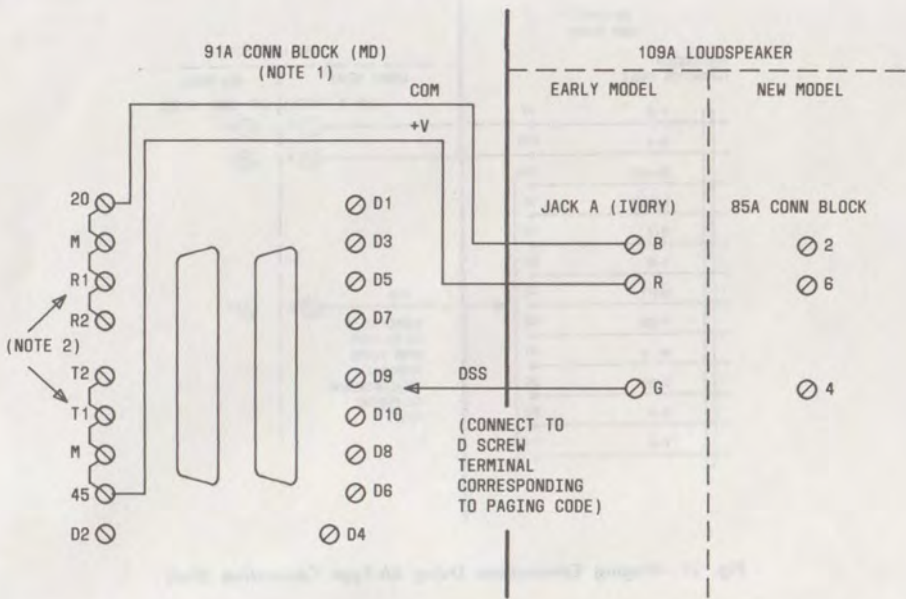 91A CONN BLOCK (MD)
(NOTE 1)
109A LOUDSPEAKER
EARLY MODEL
NEW MODEL
COM
+V
20
M
R1
R2
(NOTE 2)
T2
T1
M
45
D2
D1
D3
D5
D7
D9
D10
D8
D6
D4
JACK A (IVORY)
85A CONN BLOCK
B
2
R
6
DSS
G
4
(CONNECT TO
D SCREW
TERMINAL
CORRESPONDING
TO PAGING CODE)